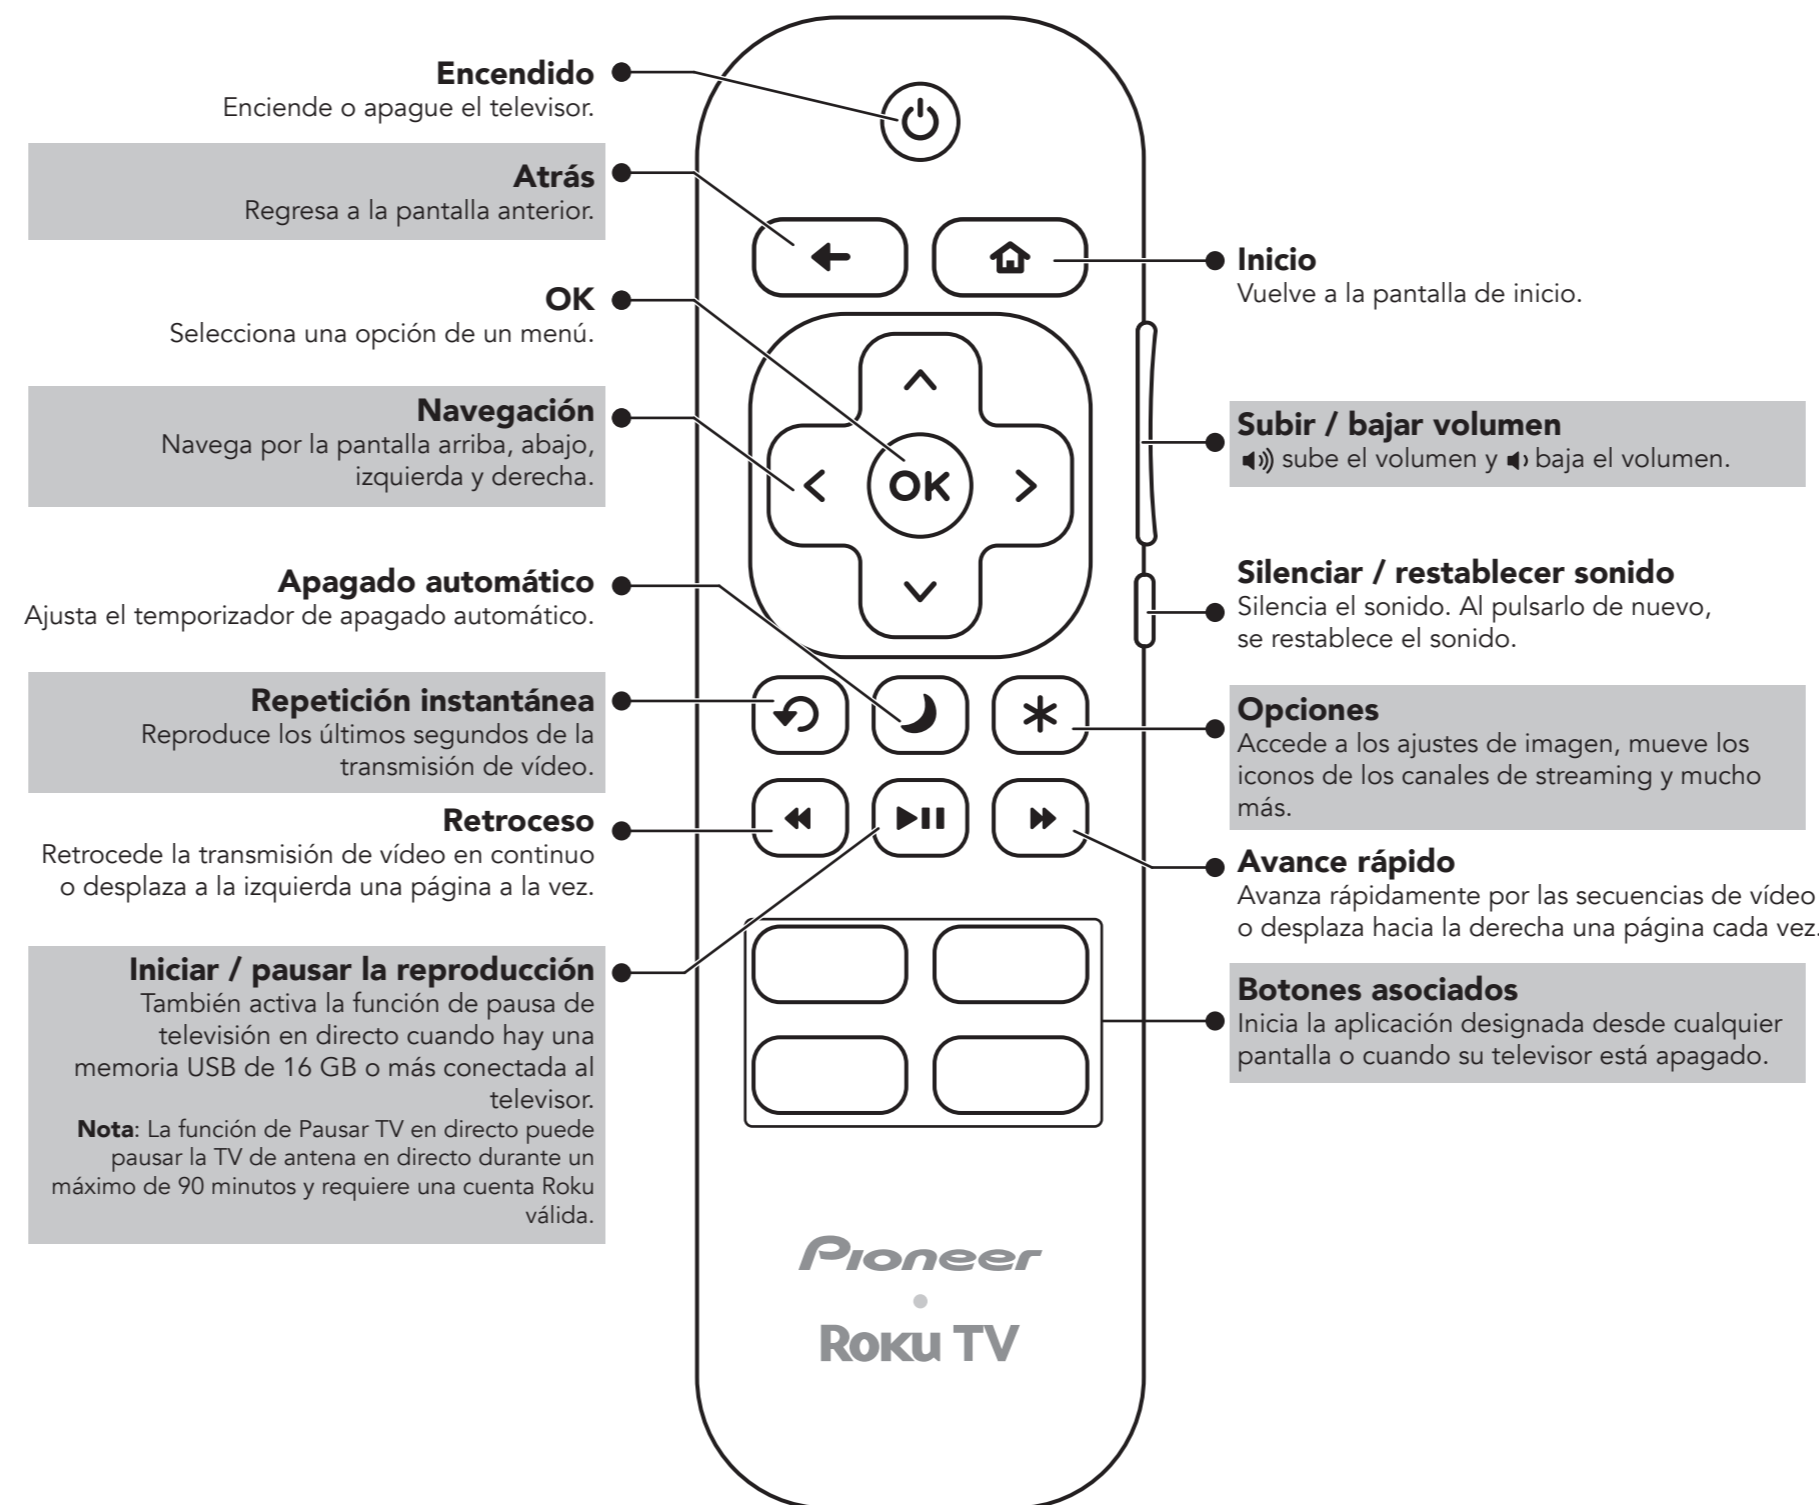 Encendido
Enciende o apague el televisor.
Atrás
Regresa a la pantalla anterior.
OK
Selecciona una opción de un menú.
Navegación
Navega por la pantalla arriba, abajo,
izquierda y derecha.
Apagado automático
Ajusta el temporizador de apagado automático.
Repetición instantánea
Reproduce los últimos segundos de la
transmisión de vídeo.
Retroceso
Retrocede la transmisión de vídeo en continuo
o desplaza a la izquierda una página a la vez.
Iniciar / pausar la reproducción
También activa la función de pausa de
televisión en directo cuando hay una
memoria USB de 16 GB o más conectada al
televisor.
Nota: La función de Pausar TV en directo puede
pausar la TV de antena en directo durante un
máximo de 90 minutos y requiere una cuenta Roku
válida.
OK
Pioneer
Roku TV
Inicio
Vuelve a la pantalla de inicio.
Subir / bajar volumen
sube el volumen y baja el volumen.
Silenciar / restablecer sonido
Silencia el sonido. Al pulsarlo de nuevo,
se restablece el sonido.
Opciones
Accede a los ajustes de imagen, mueve los
iconos de los canales de streaming y mucho
más.
Avance rápido
Avanza rápidamente por las secuencias de vídeo
o desplaza hacia la derecha una página cada vez.
Botones asociados
Inicia la aplicación designada desde cualquier
pantalla o cuando su televisor está apagado.